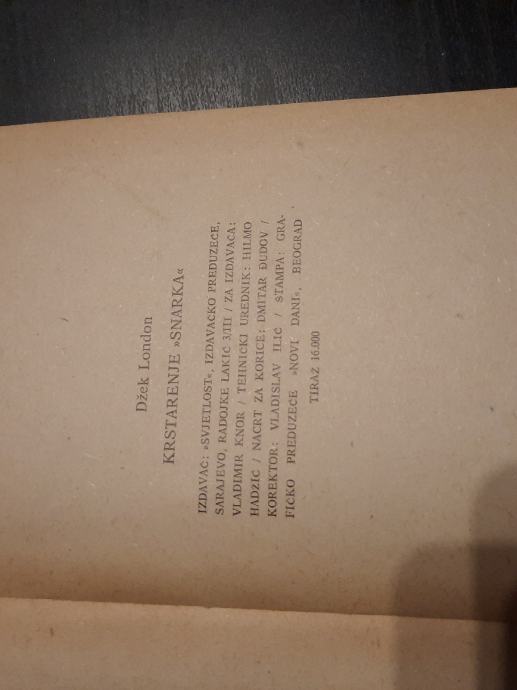 Džek London
KRSTARENJE »SNARKA«
IZDAVAČ: »SVJETLOST«, IZDAVAČKO PREDUZEĆE,
SARAJEVO, RADOJKE LAKIĆ 3/III / ZA IZDAVAČA:
VLADIMIR KNOR / TEHNIČKI UREDNIK: HILMO
HADŽIĆ / NACRT ZA KORICE: DMITAR DUDOV /
KOREKTOR: VLADISLAV ILIĆ / ŠTAMPA: GRA-
FIČKO PREDUZEĆE »NOVI DANI«, BEOGRAD
TIRAŽ 16.000